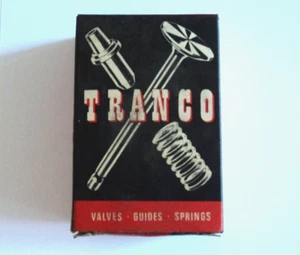 TRANCO
VALVES · GUIDES · SPRINGS